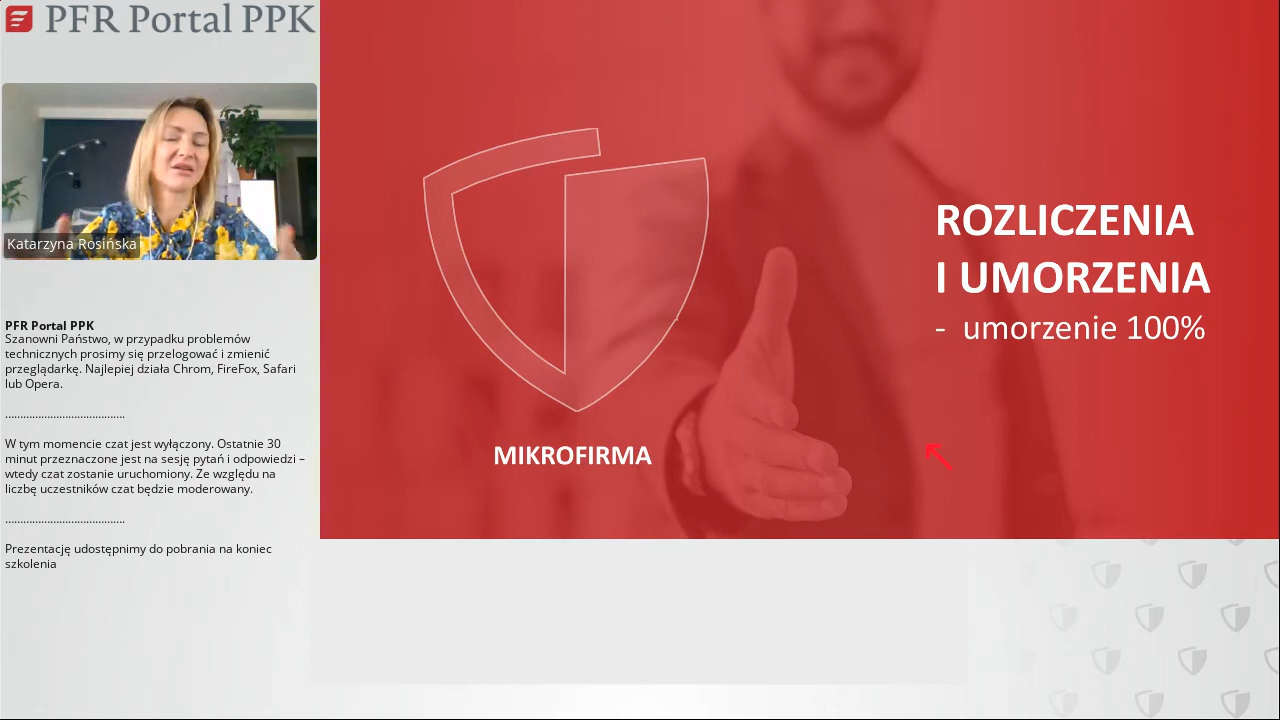 PFR Portal PPK
Katarzyna Rosińska
PFR Portal PPK
Szanowni Państwo, w przypadku problemów
technicznych prosimy się przelogować i zmienić
przeglądarkę. Najlepiej działa Chrom, FireFox, Safari
lub Opera.
........................................
W tym momencie czat jest wyłączony. Ostatnie 30
minut przeznaczone jest na sesję pytań i odpowiedzi –
wtedy czat zostanie uruchomiony. Ze względu na
liczbę uczestników czat będzie moderowany.
........................................
Prezentację udostępnimy do pobrania na koniec
szkolenia
MIKROFIRMA
ROZLICZENIA
I UMORZENIA
- umorzenie 100%